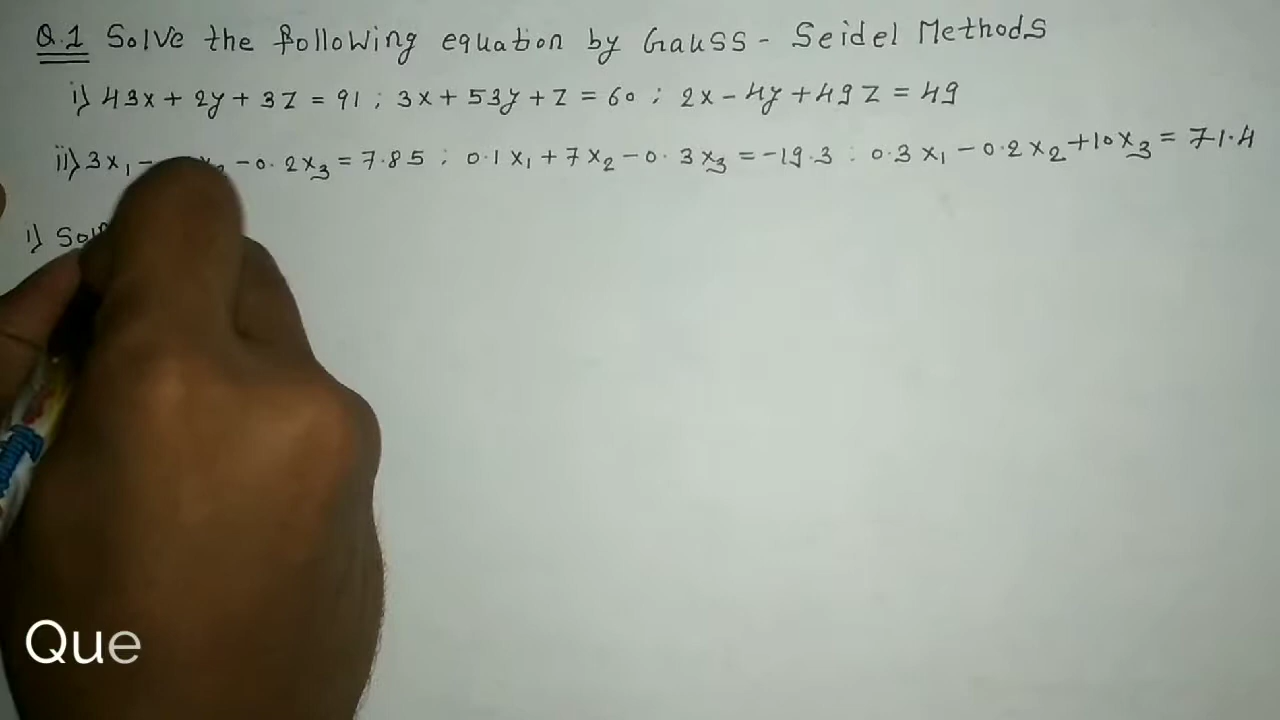 Q.1 Solve the following equation by Gauss - Seidel Methods
i) 43x + 2y + 3z = 91 ; 3x + 53y + z = 60 ; 2x - 4y + 49z = 49
ii) 3x₁ - - 0.2x₃ = 7.85 ; 0.1x₁ + 7x₂ - 0.3x₃ = -19.3 : 0.3x₁ - 0.2x₂ + 10x₃ = 71.4
i)
Que